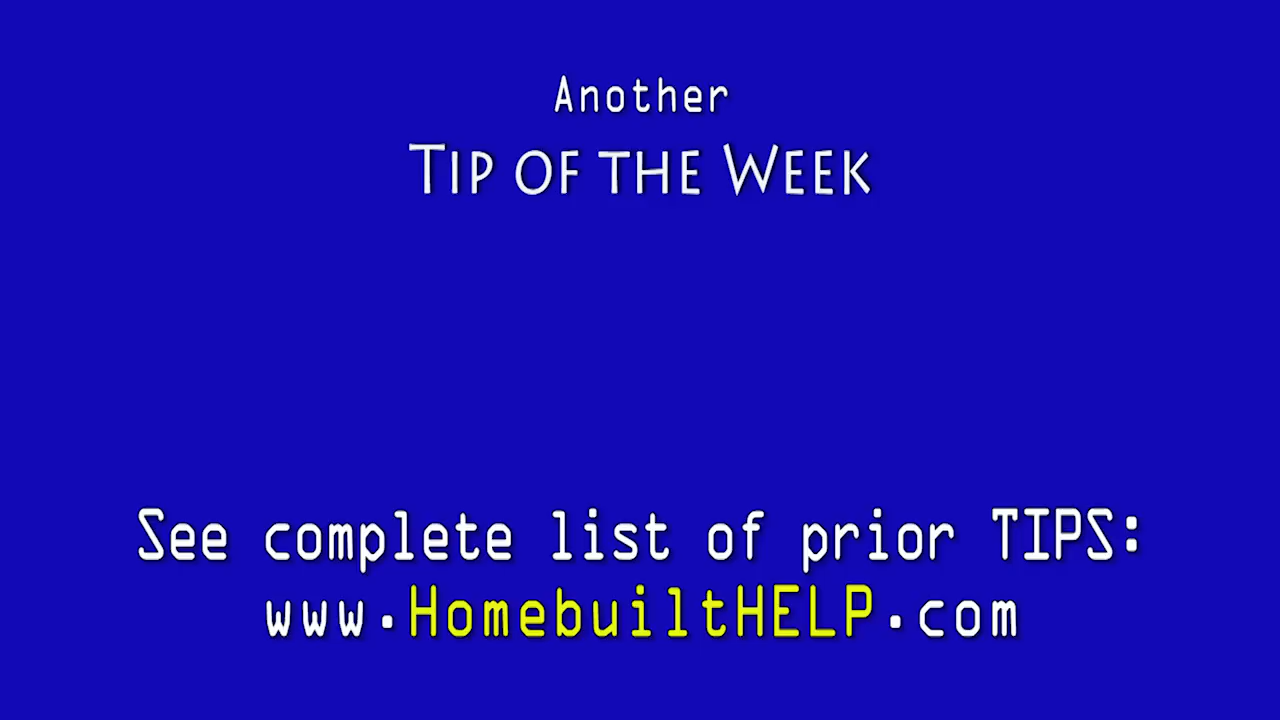 Another
Tip of the Week
See complete list of prior TIPS:
www.HomebuiltHELP.com